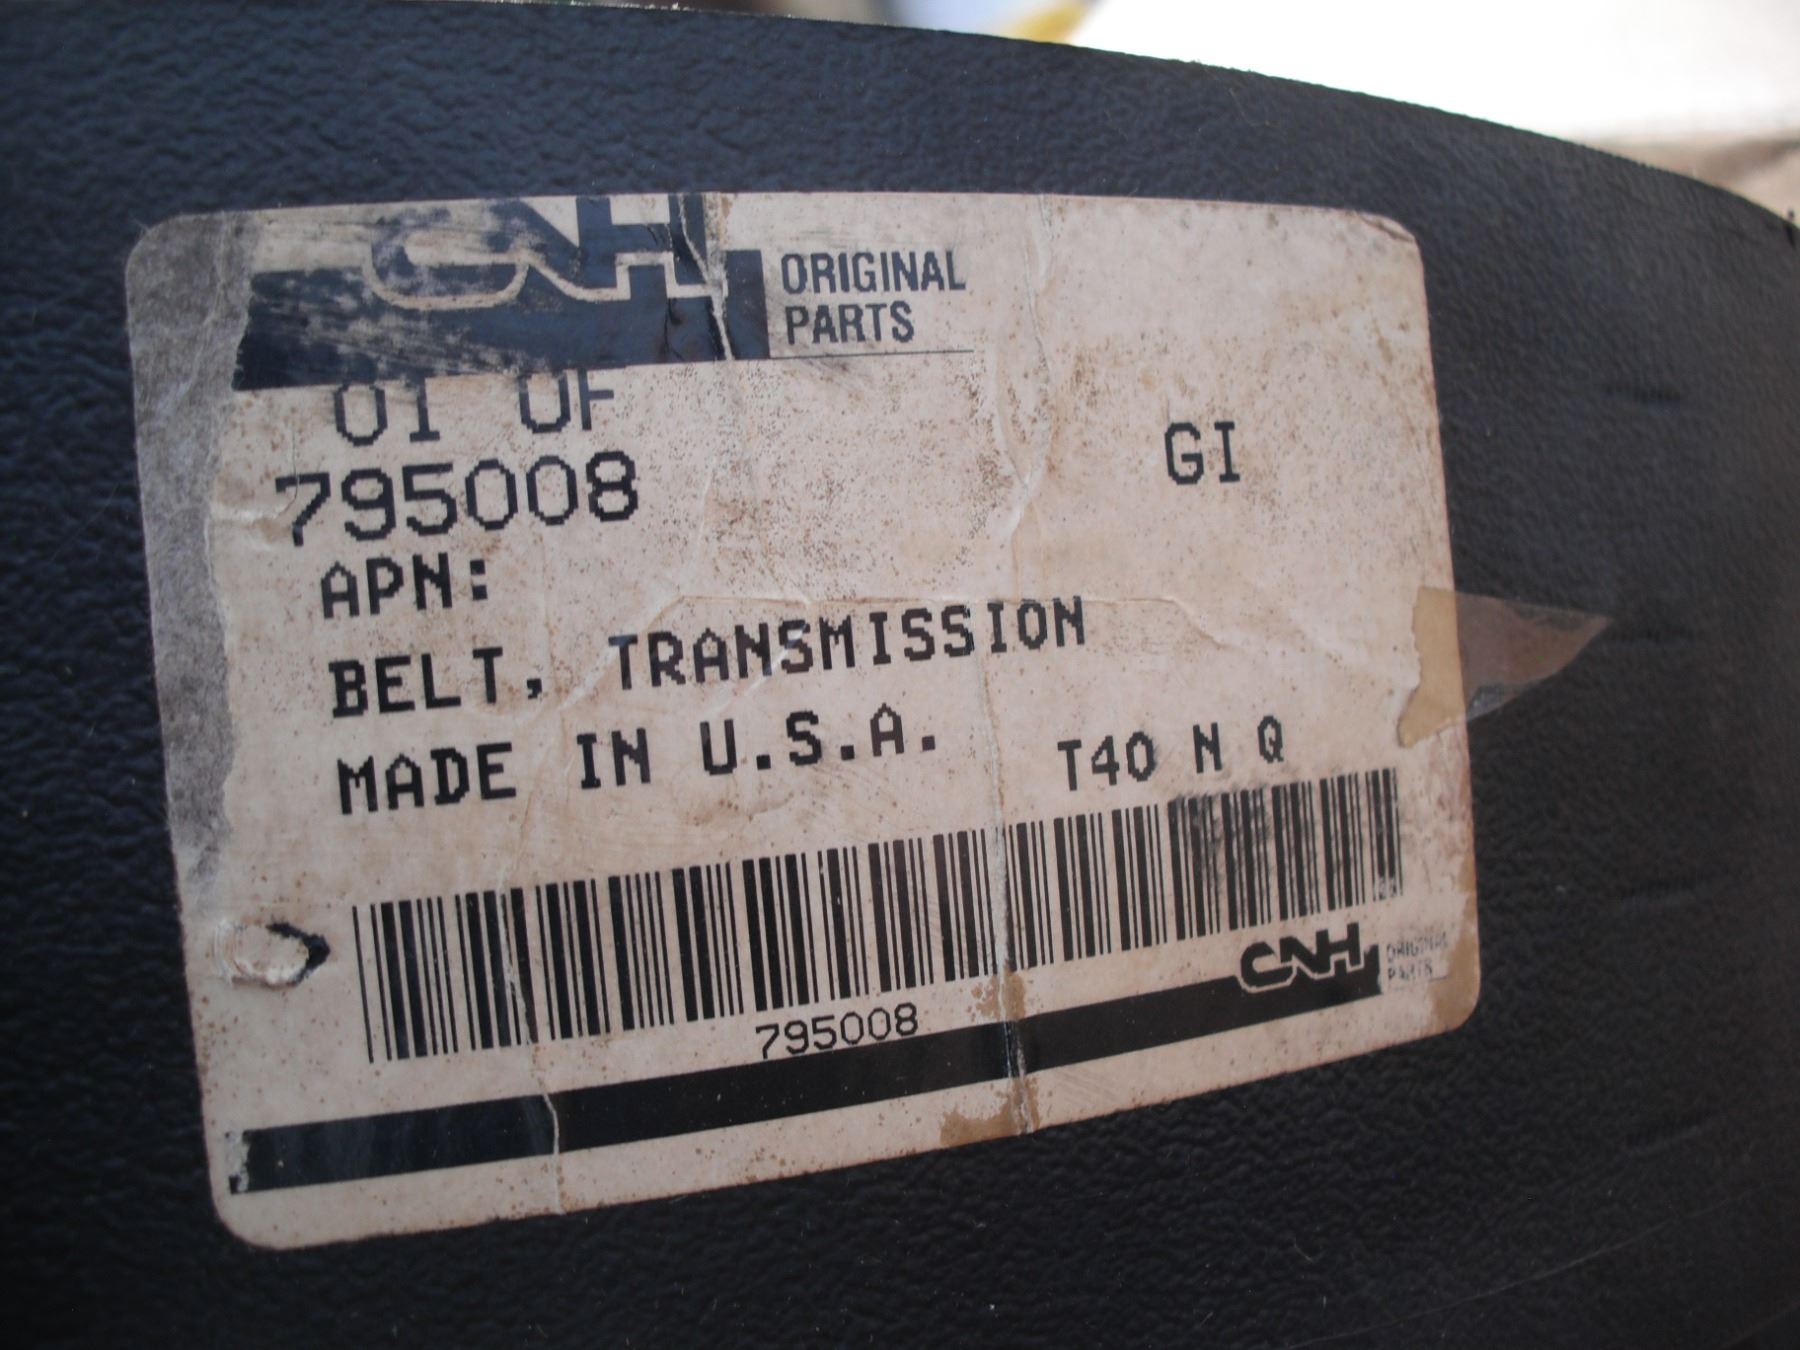 CNH ORIGINAL
PARTS
01 OF
795008 GI
APN:
BELT, TRANSMISSION
MADE IN U.S.A. T40 N Q
795008
CNH ORIGINAL
PARTS